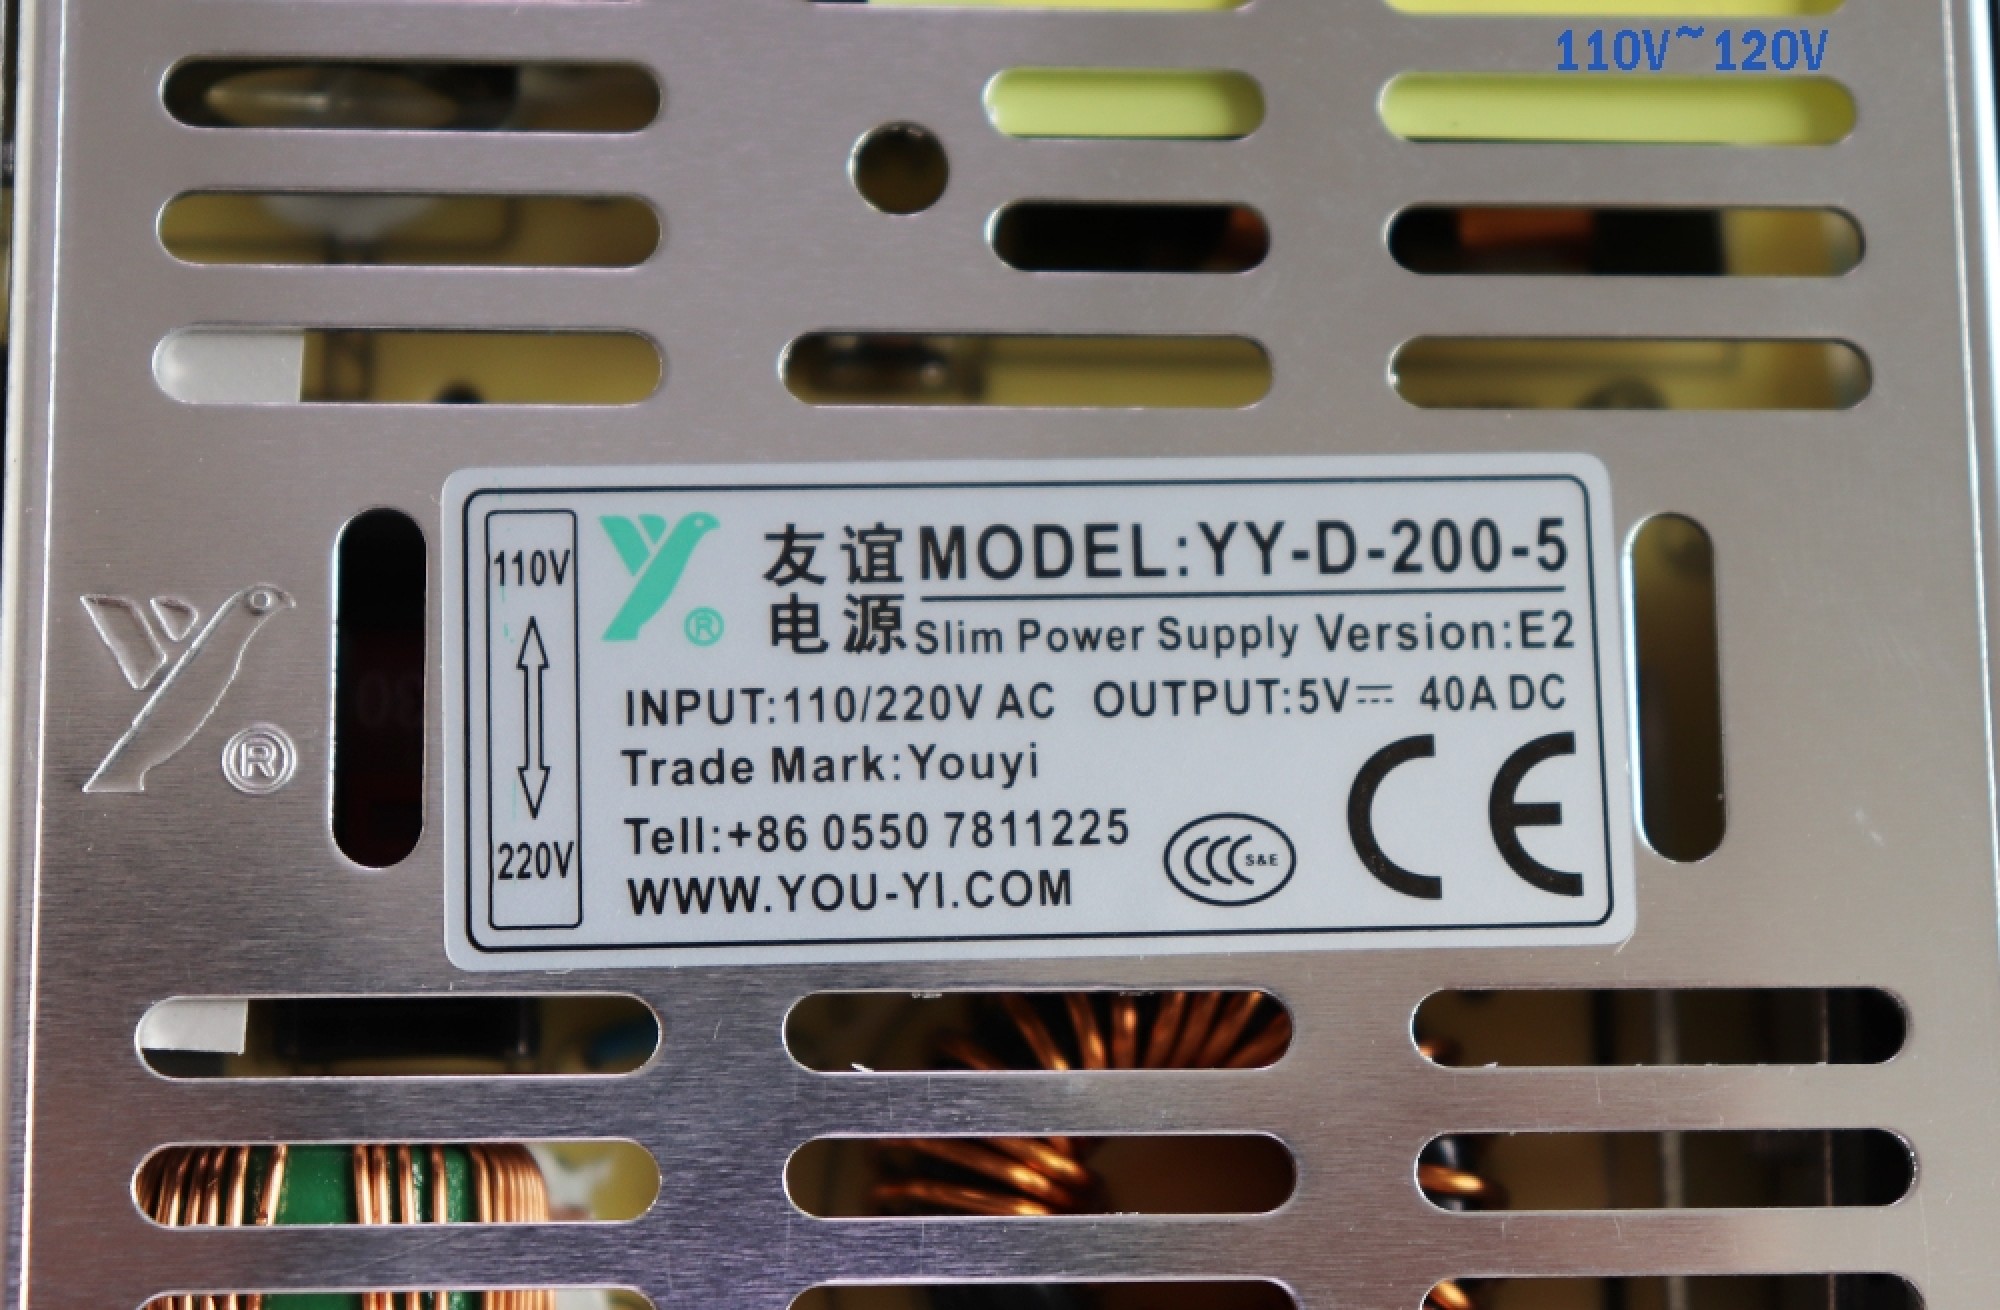 110V~120V
110V
220V
友谊
电源
MODEL:YY-D-200-5
Slim Power Supply Version:E2
INPUT:110/220V AC OUTPUT:5V⎓ 40A DC
Trade Mark:Youyi
Tell:+86 0550 7811225
WWW.YOU-YI.COM
CCC S&E
CE
®
®